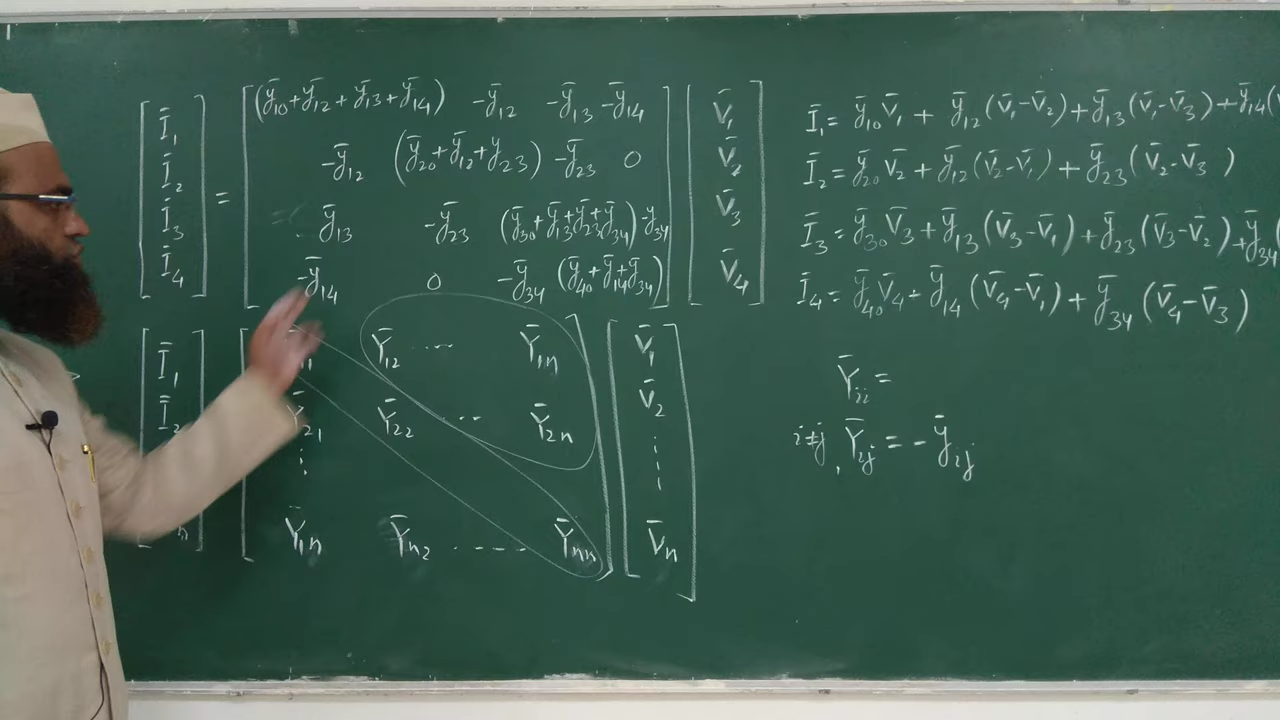 Ī₁ = ȳ₁₀V̄₁ + ȳ₁₂(V̄₁-V̄₂) + ȳ₁₃(V̄₁-V̄₃) + ȳ₁₄(
Ī₂ = ȳ₂₀V̄₂ + ȳ₁₂(V̄₂-V̄₁) + ȳ₂₃(V̄₂-V̄₃)
Ī₃ = ȳ₃₀V̄₃ + ȳ₁₃(V̄₃-V̄₁) + ȳ₂₃(V̄₃-V̄₂) + ȳ₃₄(
Ī₄ = ȳ₄₀V̄₄ + ȳ₁₄(V̄₄-V̄₁) + ȳ₃₄(V̄₄-V̄₃)
[Ī₁ Ī₂ Ī₃ Ī₄] =
(ȳ₁₀+ȳ₁₂+ȳ₁₃+ȳ₁₄) -ȳ₁₂ -ȳ₁₃ -ȳ₁₄
-ȳ₁₂ (ȳ₂₀+ȳ₁₂+y₂₃) -ȳ₂₃ 0
ȳ₁₃ -ȳ₂₃ (ȳ₃₀+ȳ₁₃+ȳ₂₃+ȳ₃₄) -y₃₄
-ȳ₁₄ 0 -ȳ₃₄ (ȳ₄₀+ȳ₁₄+ȳ₃₄)
[V̄₁ V̄₂ V̄₃ V̄₄]
Ī₁ Ī₂
Ȳ₁₂ .... Ȳ₁ₙ
Ȳ₂₁ Ȳ₂₂ ... Ȳ₂ₙ
⋮
Ȳ₁ₙ Ȳₙ₂ ..... Ȳₙₙ
[V̄₁ V̄₂ ⋮ V̄ₙ]
Ȳᵢᵢ =
i≠j, Ȳᵢⱼ = -ȳᵢⱼ